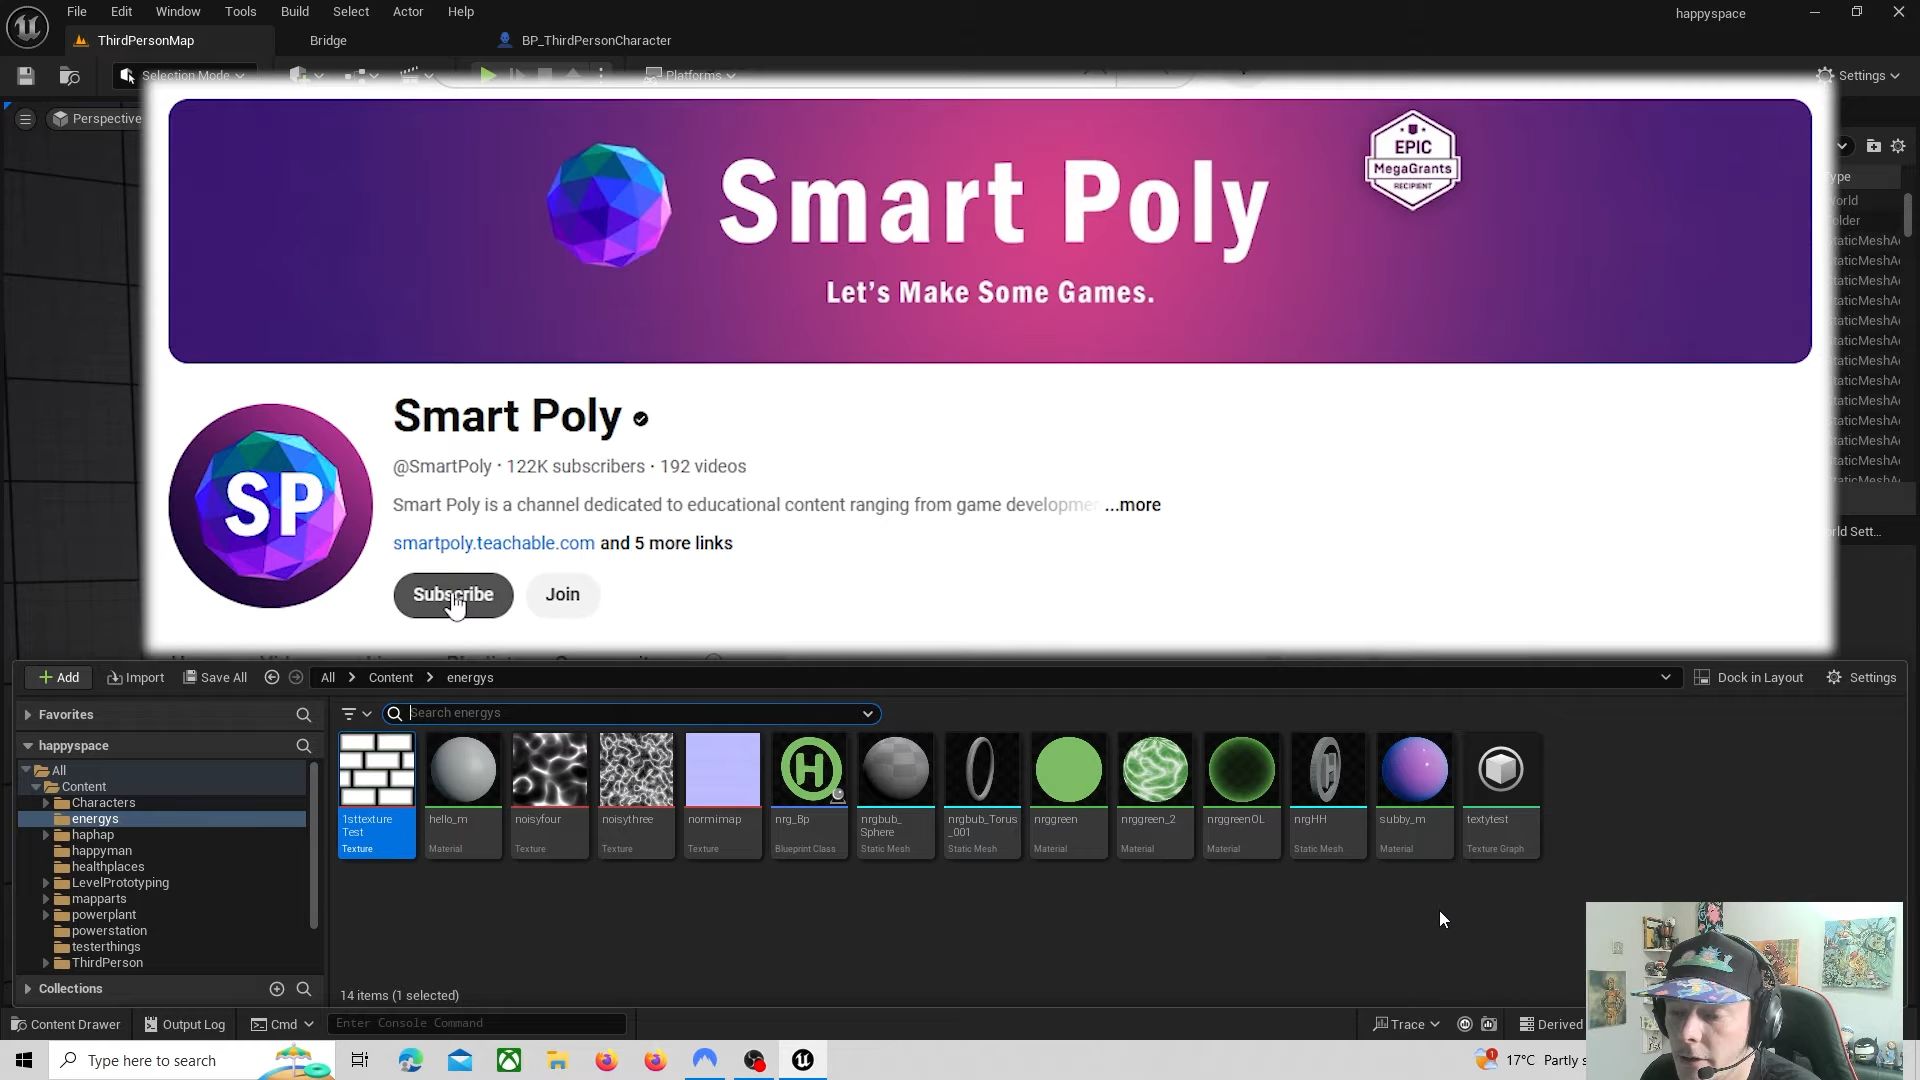 File Edit View Window Tools Build Select Actor Help
happyspace
ThirdPersonMap
Bridge
BP_ThirdPersonCharacter
Selection Mode
Platforms
Settings
Perspective
Smart Poly
Let's Make Some Games.
EPIC
MegaGrants
RECIPIENT
SP
Smart Poly
@SmartPoly · 122K subscribers · 192 videos
Smart Poly is a channel dedicated to educational content ranging from game developme ...more
smartpoly.teachable.com and 5 more links
Subscribe
Join
Add
Import
Save All
All
Content
energys
Dock in Layout
Settings
Favorites
happyspace
All
Content
Characters
energys
haphap
happyman
healthplaces
LevelPrototyping
mapparts
powerplant
powerstation
testerthings
ThirdPerson
Collections
Search energys
1sttexture
Test
Texture
hello_m
Material
noisyfour
Texture
noisythree
Texture
normimap
Texture
nrg_Bp
Blueprint Class
nrgbub_
Sphere
Static Mesh
nrgbub_Torus
_001
Static Mesh
nrggreen
Material
nrggreen_2
Material
nrggreenOL
Material
nrgHH
Static Mesh
subby_m
Material
textytest
Texture Graph
14 items (1 selected)
Content Drawer
Output Log
Cmd
Enter Console Command
Trace
Derived
Type here to search
17°C Partly s